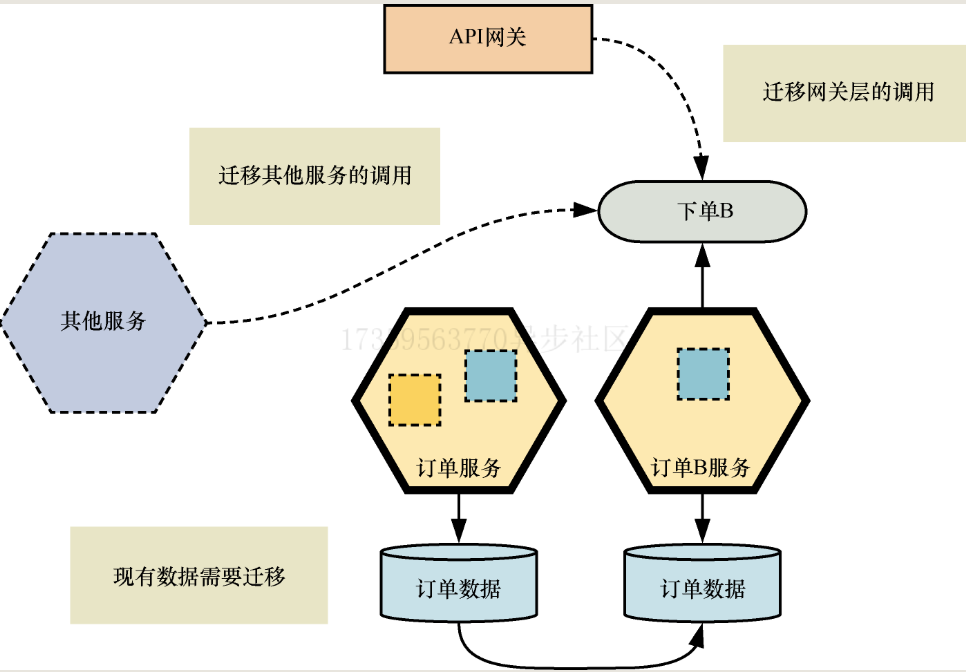 API网关
迁移网关层的调用
迁移其他服务的调用
下单B
其他服务
17339563770异步社区
订单服务
订单B服务
现有数据需要迁移
订单数据
订单数据